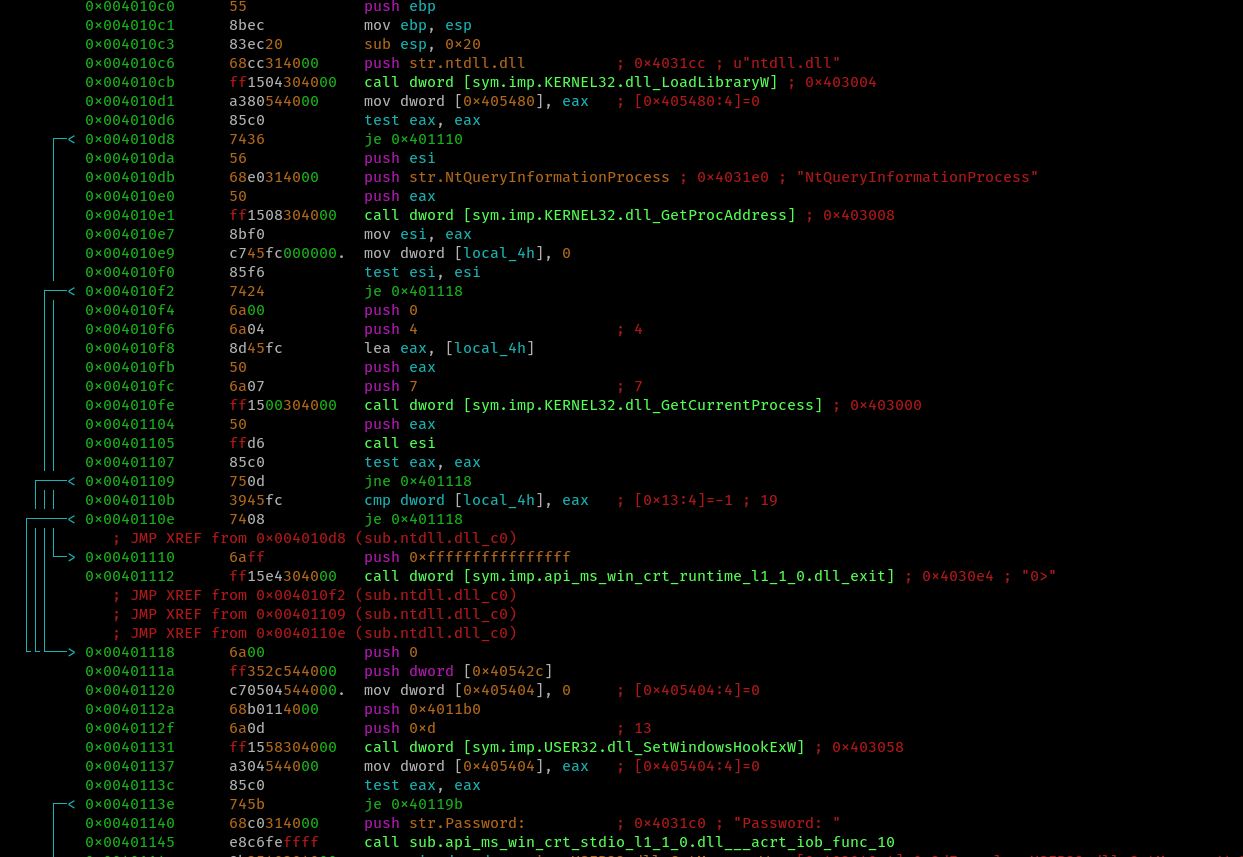 0x004010c0 55 push ebp
0x004010c1 8bec mov ebp, esp
0x004010c3 83ec20 sub esp, 0x20
0x004010c6 68cc314000 push str.ntdll.dll ; 0x4031cc ; u"ntdll.dll"
0x004010cb ff1504304000 call dword [sym.imp.KERNEL32.dll_LoadLibraryW] ; 0x403004
0x004010d1 a380544000 mov dword [0x405480], eax ; [0x405480:4]=0
0x004010d6 85c0 test eax, eax
< 0x004010d8 7436 je 0x401110
0x004010da 56 push esi
0x004010db 68e0314000 push str.NtQueryInformationProcess ; 0x4031e0 ; "NtQueryInformationProcess"
0x004010e0 50 push eax
0x004010e1 ff1508304000 call dword [sym.imp.KERNEL32.dll_GetProcAddress] ; 0x403008
0x004010e7 8bf0 mov esi, eax
0x004010e9 c745fc000000. mov dword [local_4h], 0
0x004010f0 85f6 test esi, esi
< 0x004010f2 7424 je 0x401118
0x004010f4 6a00 push 0
0x004010f6 6a04 push 4 ; 4
0x004010f8 8d45fc lea eax, [local_4h]
0x004010fb 50 push eax
0x004010fc 6a07 push 7 ; 7
0x004010fe ff1500304000 call dword [sym.imp.KERNEL32.dll_GetCurrentProcess] ; 0x403000
0x00401104 50 push eax
0x00401105 ffd6 call esi
0x00401107 85c0 test eax, eax
< 0x00401109 750d jne 0x401118
0x0040110b 3945fc cmp dword [local_4h], eax ; [0x13:4]=-1 ; 19
< 0x0040110e 7408 je 0x401118
; JMP XREF from 0x004010d8 (sub.ntdll.dll_c0)
> 0x00401110 6aff push 0xffffffffffffffff
0x00401112 ff15e4304000 call dword [sym.imp.api_ms_win_crt_runtime_l1_1_0.dll_exit] ; 0x4030e4 ; "0>"
; JMP XREF from 0x004010f2 (sub.ntdll.dll_c0)
; JMP XREF from 0x00401109 (sub.ntdll.dll_c0)
; JMP XREF from 0x0040110e (sub.ntdll.dll_c0)
> 0x00401118 6a00 push 0
0x0040111a ff352c544000 push dword [0x40542c]
0x00401120 c70504544000. mov dword [0x405404], 0 ; [0x405404:4]=0
0x0040112a 68b0114000 push 0x4011b0
0x0040112f 6a0d push 0xd ; 13
0x00401131 ff1558304000 call dword [sym.imp.USER32.dll_SetWindowsHookExW] ; 0x403058
0x00401137 a304544000 mov dword [0x405404], eax ; [0x405404:4]=0
0x0040113c 85c0 test eax, eax
< 0x0040113e 745b je 0x40119b
0x00401140 68c0314000 push str.Password: ; 0x4031c0 ; "Password: "
0x00401145 e8c6feffff call sub.api_ms_win_crt_stdio_l1_1_0.dll___acrt_iob_func_10